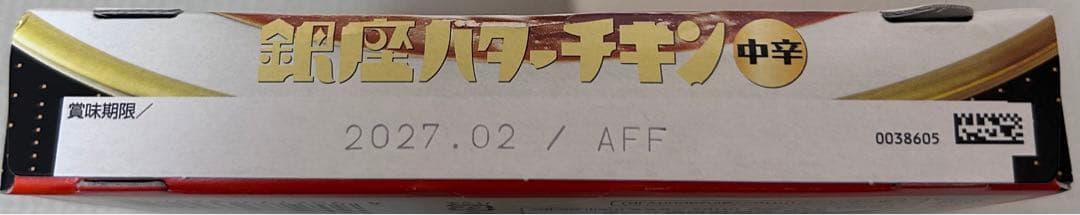 銀座バターチキン 中辛
賞味期限／
2027.02 / AFF
0038605